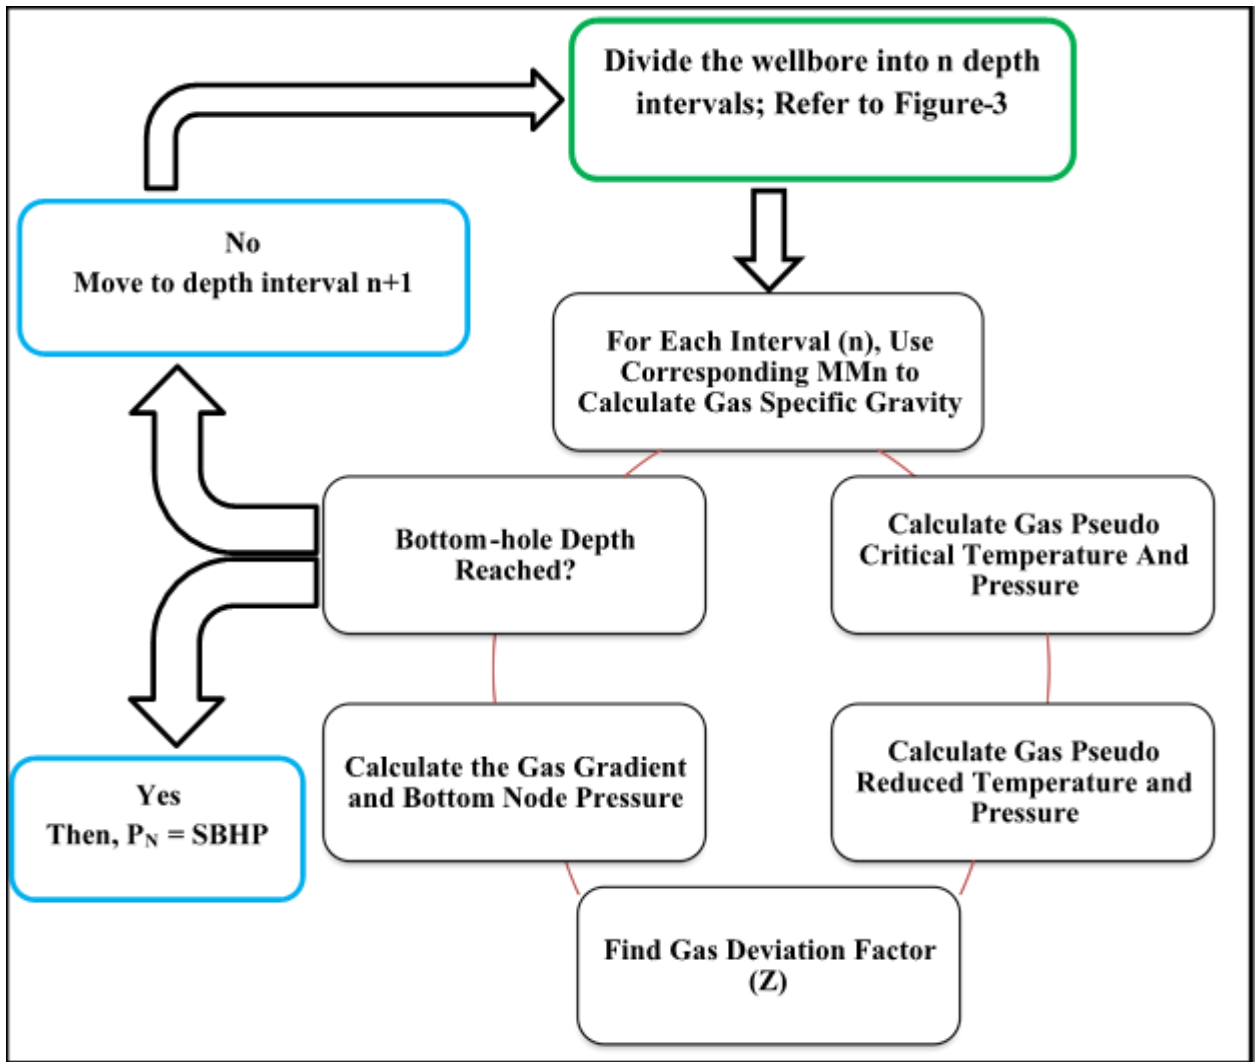 Divide the wellbore into n depth
intervals; Refer to Figure-3
No
Move to depth interval n+1
For Each Interval (n), Use
Corresponding MMn to
Calculate Gas Specific Gravity
Bottom-hole Depth
Reached?
Calculate Gas Pseudo
Critical Temperature And
Pressure
Calculate the Gas Gradient
and Bottom Node Pressure
Calculate Gas Pseudo
Reduced Temperature and
Pressure
Yes
Then, P_N = SBHP
Find Gas Deviation Factor
(Z)